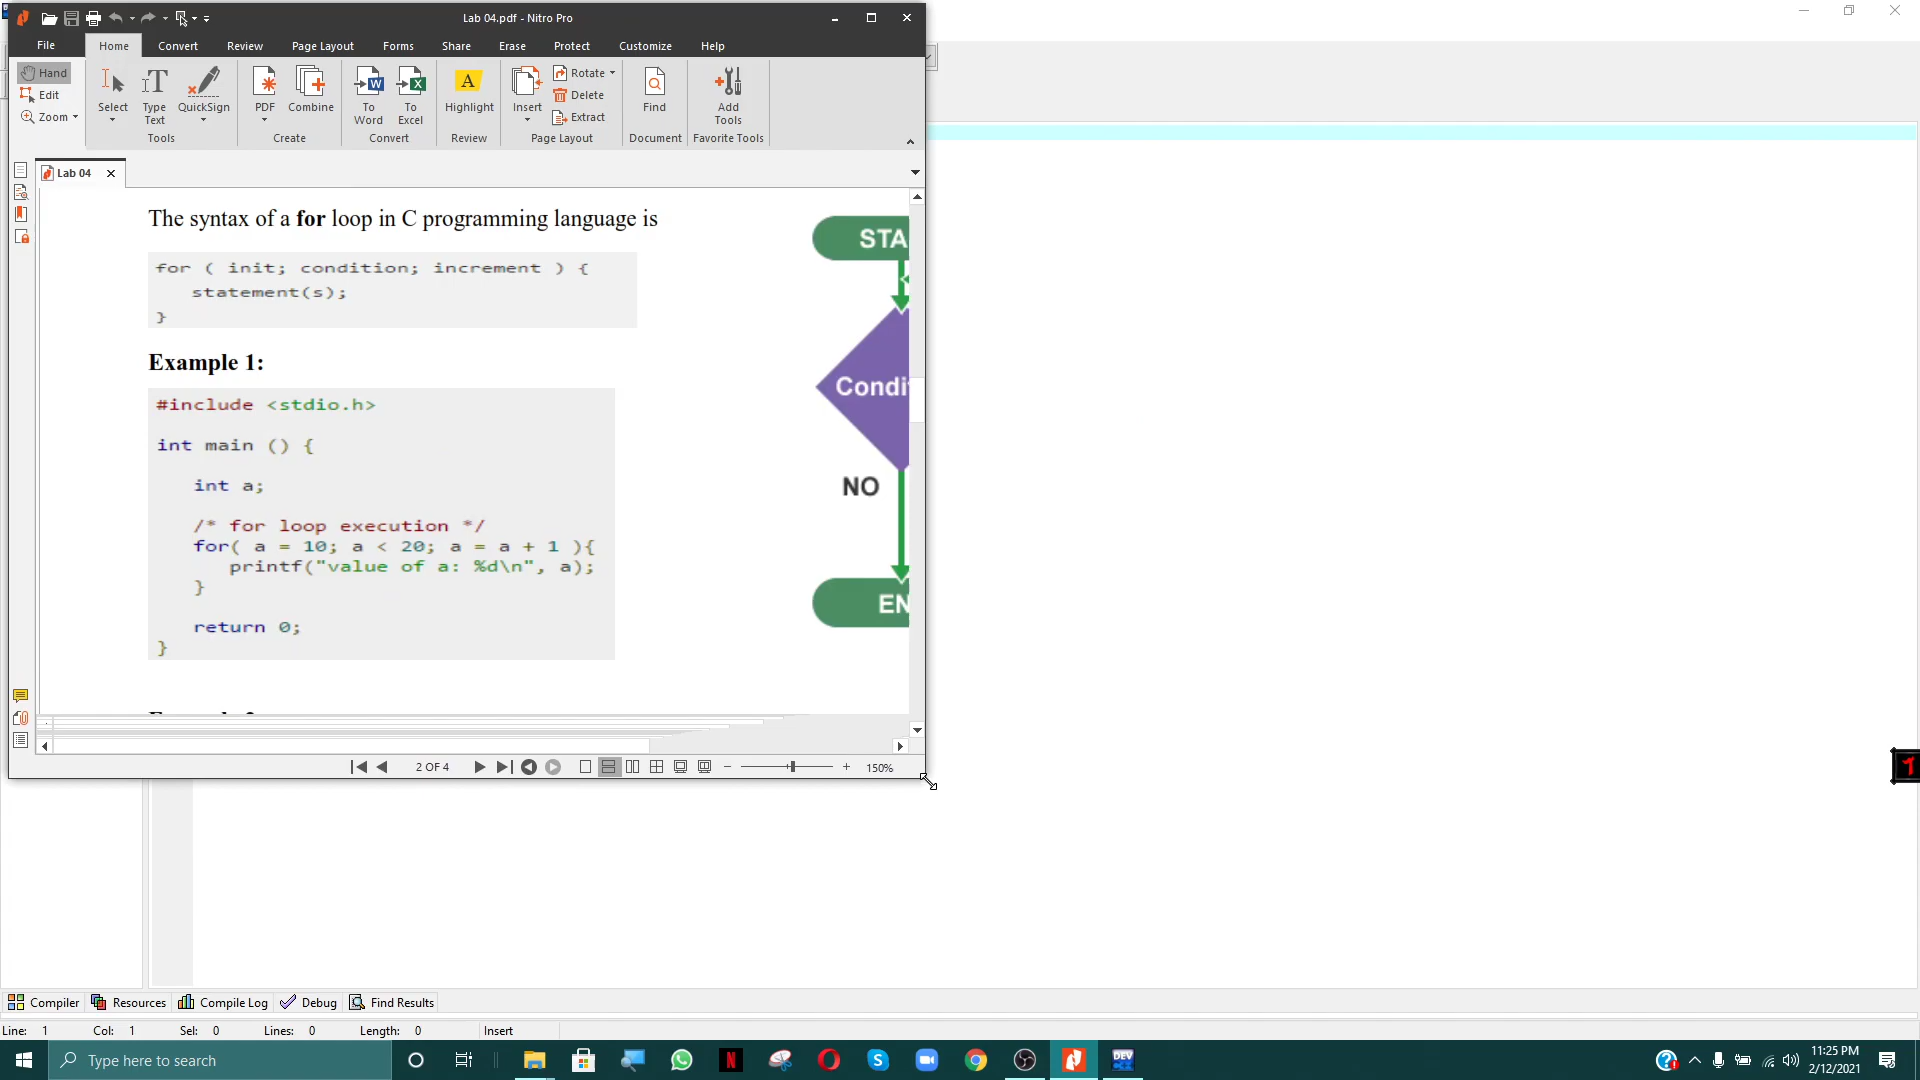 Lab 04.pdf - Nitro Pro
File Home Convert Review Page Layout Forms Share Erase Protect Customize Help
Hand
Edit
Zoom
Select
Type Text
QuickSign
Tools
PDF
Combine
Create
To Word
To Excel
Convert
A
Highlight
Review
Insert
Rotate
Delete
Extract
Page Layout
Find
Document
Add Tools
Favorite Tools
Lab 04
The syntax of a for loop in C programming language is
for ( init; condition; increment ) {
statement(s);
}
Example 1:
#include <stdio.h>
int main () {
int a;
/* for loop execution */
for( a = 10; a < 20; a = a + 1 ){
printf("value of a: %d\n", a);
}
return 0;
}
STA
Condi
NO
EN
2 OF 4
150%
1
Compiler Resources Compile Log Debug Find Results
Line: 1 Col: 1 Sel: 0 Lines: 0 Length: 0 Insert
Type here to search
DEV
11:25 PM
2/12/2021